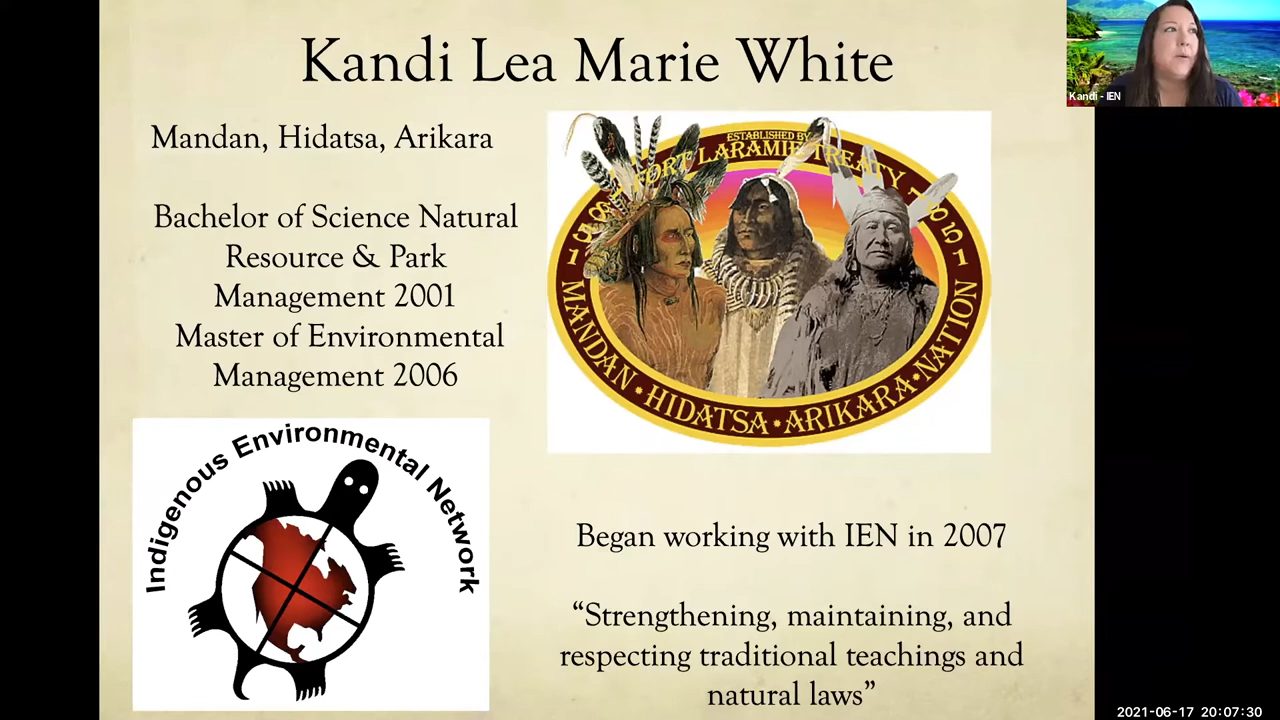 Kandi Lea Marie White
Kandi - IEN
Mandan, Hidatsa, Arikara
Bachelor of Science Natural
Resource & Park
Management 2001
Master of Environmental
Management 2006
ESTABLISHED BY
FORT LARAMIE TREATY
1851
MANDAN • HIDATSA • ARIKARA • NATION
Indigenous Environmental Network
Began working with IEN in 2007
“Strengthening, maintaining, and
respecting traditional teachings and
natural laws”
2021-06-17 20:07:30